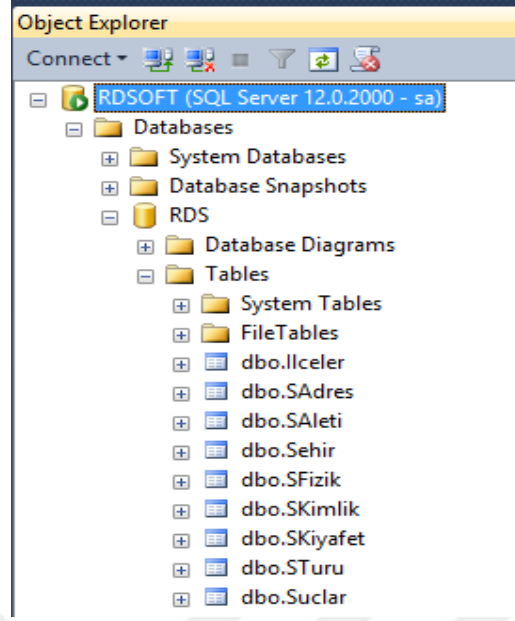 Object Explorer
Connect
RDSOFT (SQL Server 12.0.2000 - sa)
Databases
System Databases
Database Snapshots
RDS
Database Diagrams
Tables
System Tables
FileTables
dbo.Ilceler
dbo.SAdres
dbo.SAleti
dbo.Sehir
dbo.SFizik
dbo.SKimlik
dbo.SKiyafet
dbo.STuru
dbo.Suclar